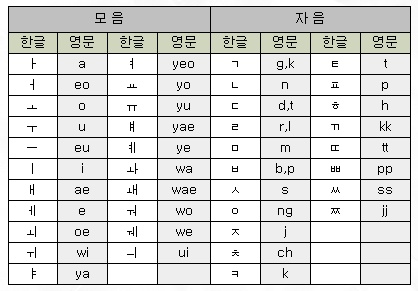 모 음 자 음
한글 영문 한글 영문 한글 영문 한글 영문
ㅏ a ㅕ yeo ㄱ g,k ㅌ t
ㅓ eo ㅛ yo ㄴ n ㅍ p
ㅗ o ㅠ yu ㄷ d,t ㅎ h
ㅜ u ㅒ yae ㄹ r,l ㄲ kk
ㅡ eu ㅖ ye ㅁ m ㄸ tt
ㅣ i ㅘ wa ㅂ b,p ㅃ pp
ㅐ ae ㅙ wae ㅅ s ㅆ ss
ㅔ e ㅝ wo ㅇ ng ㅉ jj
ㅚ oe ㅞ we ㅈ j
ㅟ wi ㅢ ui ㅊ ch
ㅑ ya ㅋ k